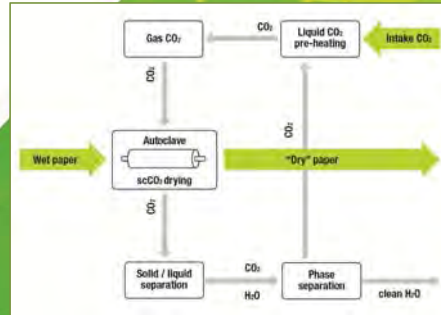 CO₂
Gas CO₂
Liquid CO₂
pre-heating
Intake CO₂
CO₂
CO₂
Autoclave
Wet paper
"Dry" paper
scCO₂ drying
CO₂
Solid / liquid
separation
CO₂
H₂O
Phase
separation
clean H₂O